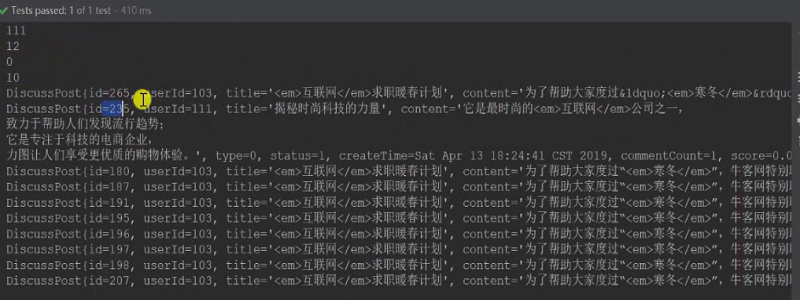 Tests passed: 1 of 1 test – 410 ms
111
12
0
10
DiscussPost{id=265, userId=103, title='<em>互联网</em>求职暖春计划', content='为了帮助大家度过&ldquo;<em>寒冬</em>&rdquo
DiscussPost{id=235, userId=111, title='揭秘时尚科技的力量', content='它是最时尚的<em>互联网</em>公司之一,
致力于帮助人们发现流行趋势;
它是专注于科技的电商企业,
力图让人们享受更优质的购物体验。', type=0, status=1, createTime=Sat Apr 13 18:24:41 CST 2019, commentCount=1, score=0.0
DiscussPost{id=180, userId=103, title='<em>互联网</em>求职暖春计划', content='为了帮助大家度过“<em>寒冬</em>”, 牛客网特别
DiscussPost{id=187, userId=103, title='<em>互联网</em>求职暖春计划', content='为了帮助大家度过“<em>寒冬</em>”, 牛客网特别
DiscussPost{id=191, userId=103, title='<em>互联网</em>求职暖春计划', content='为了帮助大家度过“<em>寒冬</em>”, 牛客网特别
DiscussPost{id=195, userId=103, title='<em>互联网</em>求职暖春计划', content='为了帮助大家度过“<em>寒冬</em>”, 牛客网特别
DiscussPost{id=196, userId=103, title='<em>互联网</em>求职暖春计划', content='为了帮助大家度过“<em>寒冬</em>”, 牛客网特别
DiscussPost{id=197, userId=103, title='<em>互联网</em>求职暖春计划', content='为了帮助大家度过“<em>寒冬</em>”, 牛客网特别
DiscussPost{id=198, userId=103, title='<em>互联网</em>求职暖春计划', content='为了帮助大家度过“<em>寒冬</em>”, 牛客网特别
DiscussPost{id=207, userId=103, title='<em>互联网</em>求职暖春计划', content='为了帮助大家度过“<em>寒冬</em>”, 牛客网特别